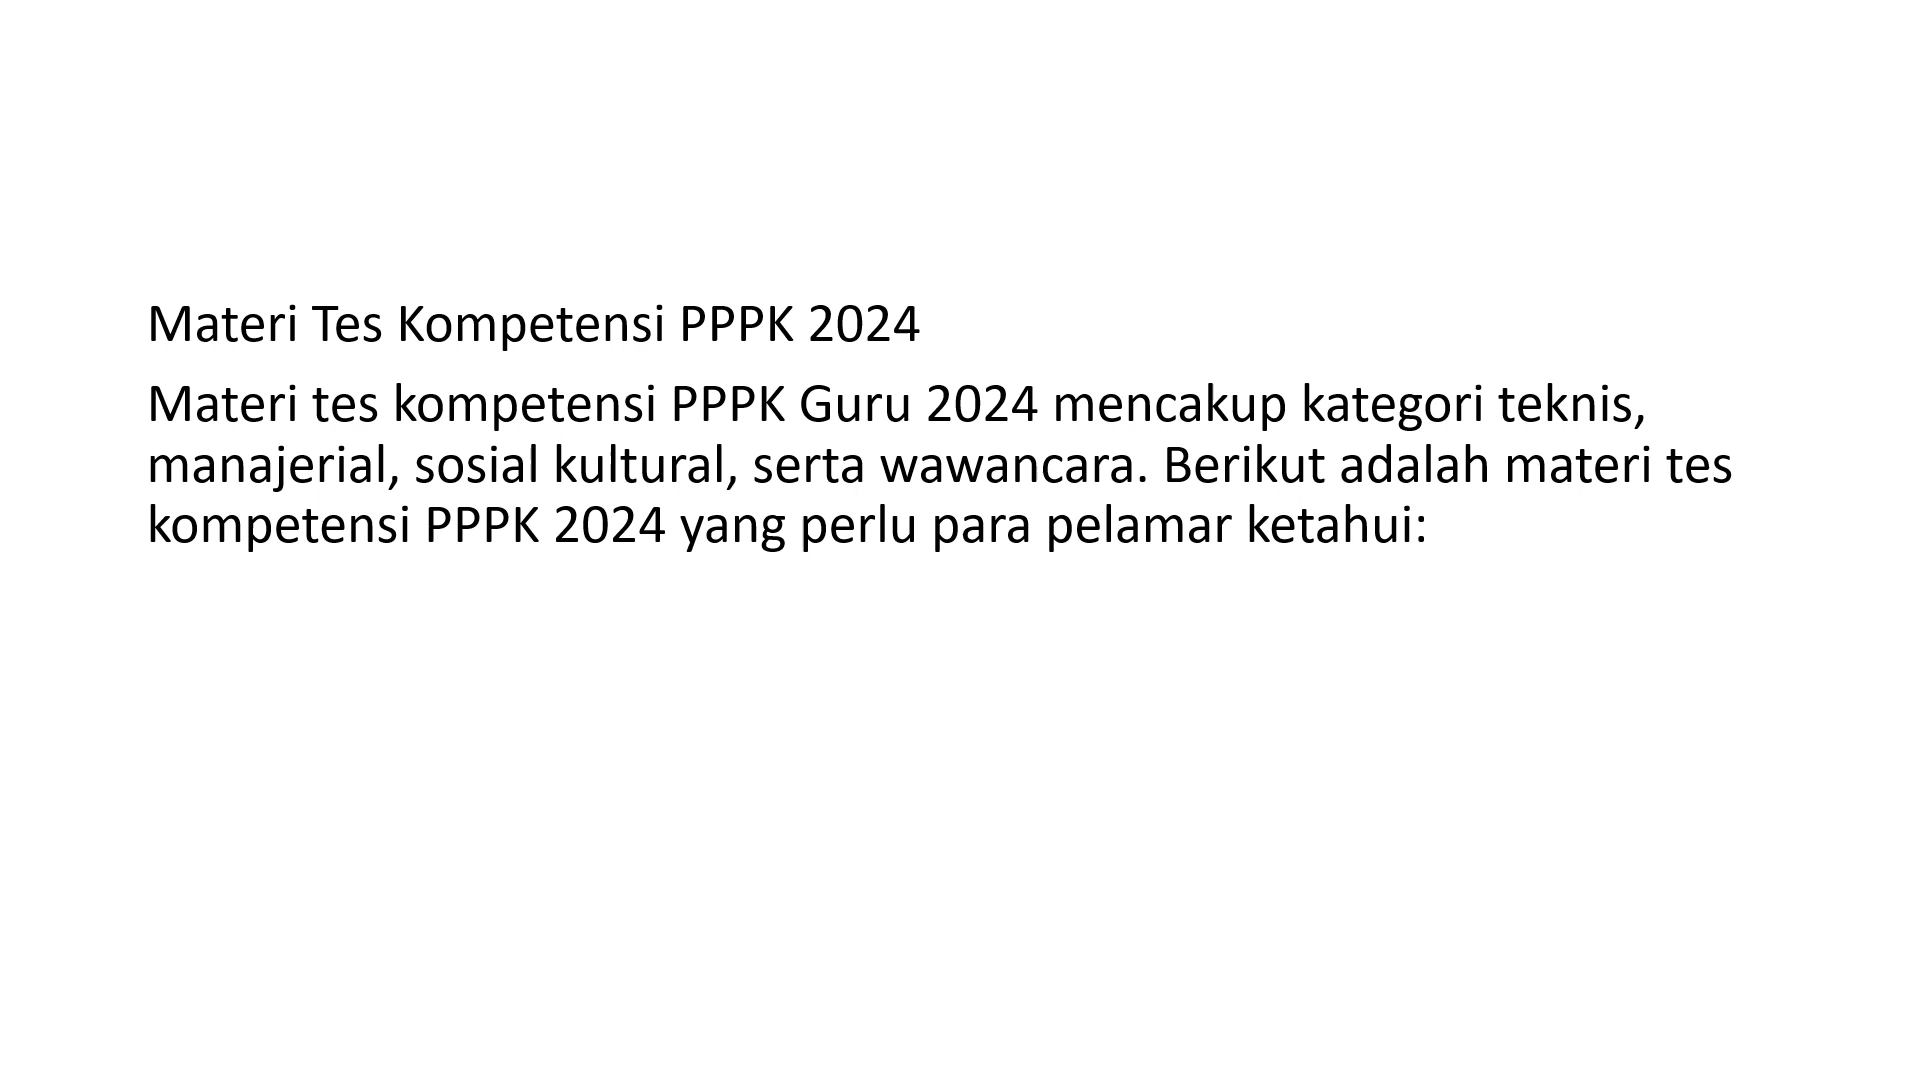 Materi Tes Kompetensi PPPK 2024
Materi tes kompetensi PPPK Guru 2024 mencakup kategori teknis,
manajerial, sosial kultural, serta wawancara. Berikut adalah materi tes
kompetensi PPPK 2024 yang perlu para pelamar ketahui: